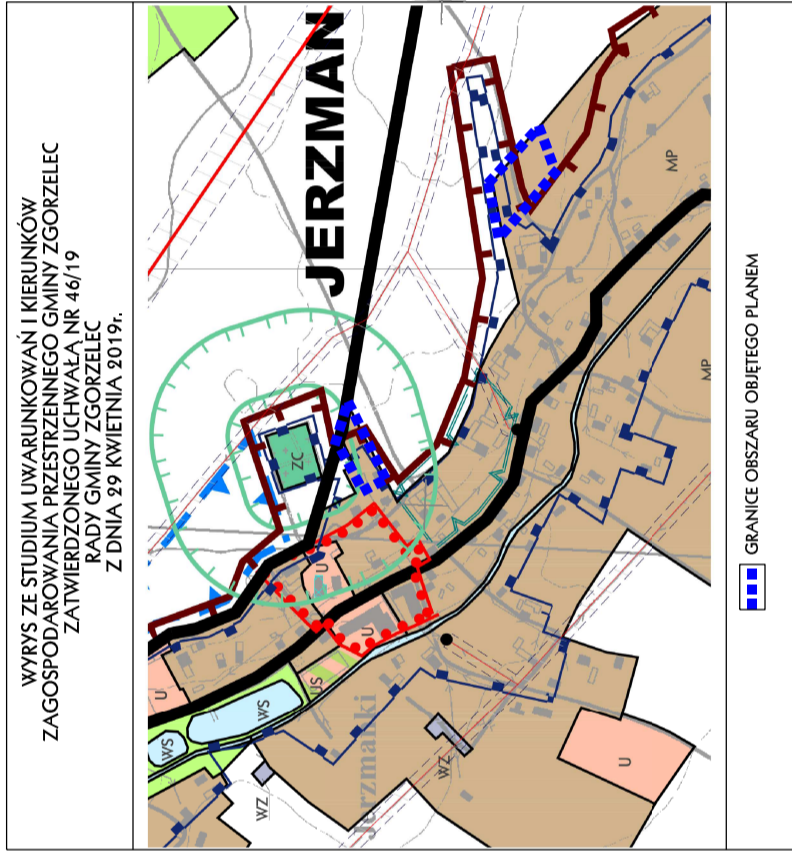 WYRYS ZE STUDIUM UWARUNKOWAŃ I KIERUNKÓW
ZAGOSPODAROWANIA PRZESTRZENNEGO GMINY ZGORZELEC
ZATWIERDZONEGO UCHWAŁĄ NR 46/19
RADY GMINY ZGORZELEC
Z DNIA 29 KWIETNIA 2019r.
JERZMAN
ZC
MP
MP
U
U
U
US
WS
WS
Jerzmanki
WZ
WZ
U
GRANICE OBSZARU OBJĘTEGO PLANEM